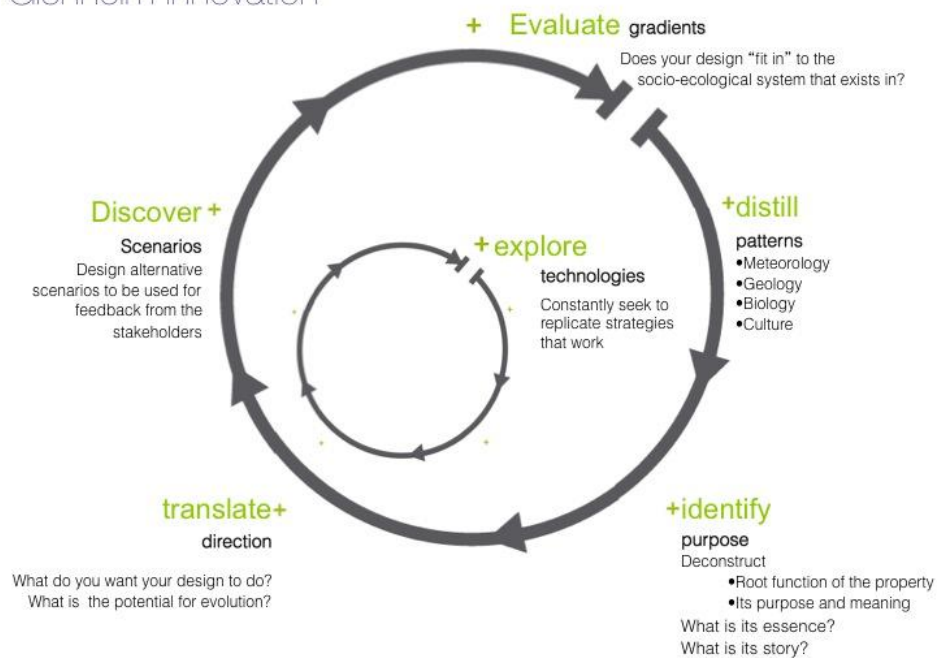 + Evaluate gradients
Does your design "fit in" to the
socio-ecological system that exists in?
+distill
patterns
•Meteorology
•Geology
•Biology
•Culture
+identify
purpose
Deconstruct
•Root function of the property
•Its purpose and meaning
What is its essence?
What is its story?
translate+
direction
What do you want your design to do?
What is the potential for evolution?
Discover +
Scenarios
Design alternative
scenarios to be used for
feedback from the
stakeholders
+ explore
technologies
Constantly seek to
replicate strategies
that work